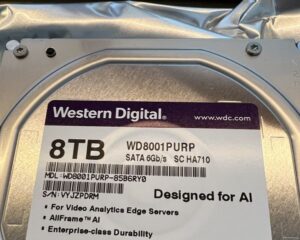 Western Digital® www.wdc.com
8TB WD8001PURP
SATA 6Gb/s SC HA710
MDL: WD8001PURP-85B6RY0
S/N: VYJZPDRM
Designed for AI
• For Video Analytics Edge Servers
• AllFrame™ AI
• Enterprise-class Durability